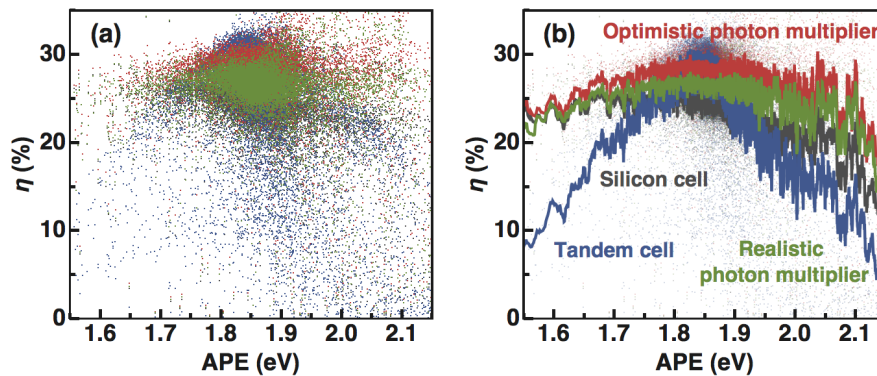 (a)
η (%)
30
20
10
0
1.6 1.7 1.8 1.9 2.0 2.1
APE (eV)
(b)
Optimistic photon multiplier
Silicon cell
Tandem cell
Realistic
photon multiplier
η (%)
30
20
10
0
1.6 1.7 1.8 1.9 2.0 2.1
APE (eV)